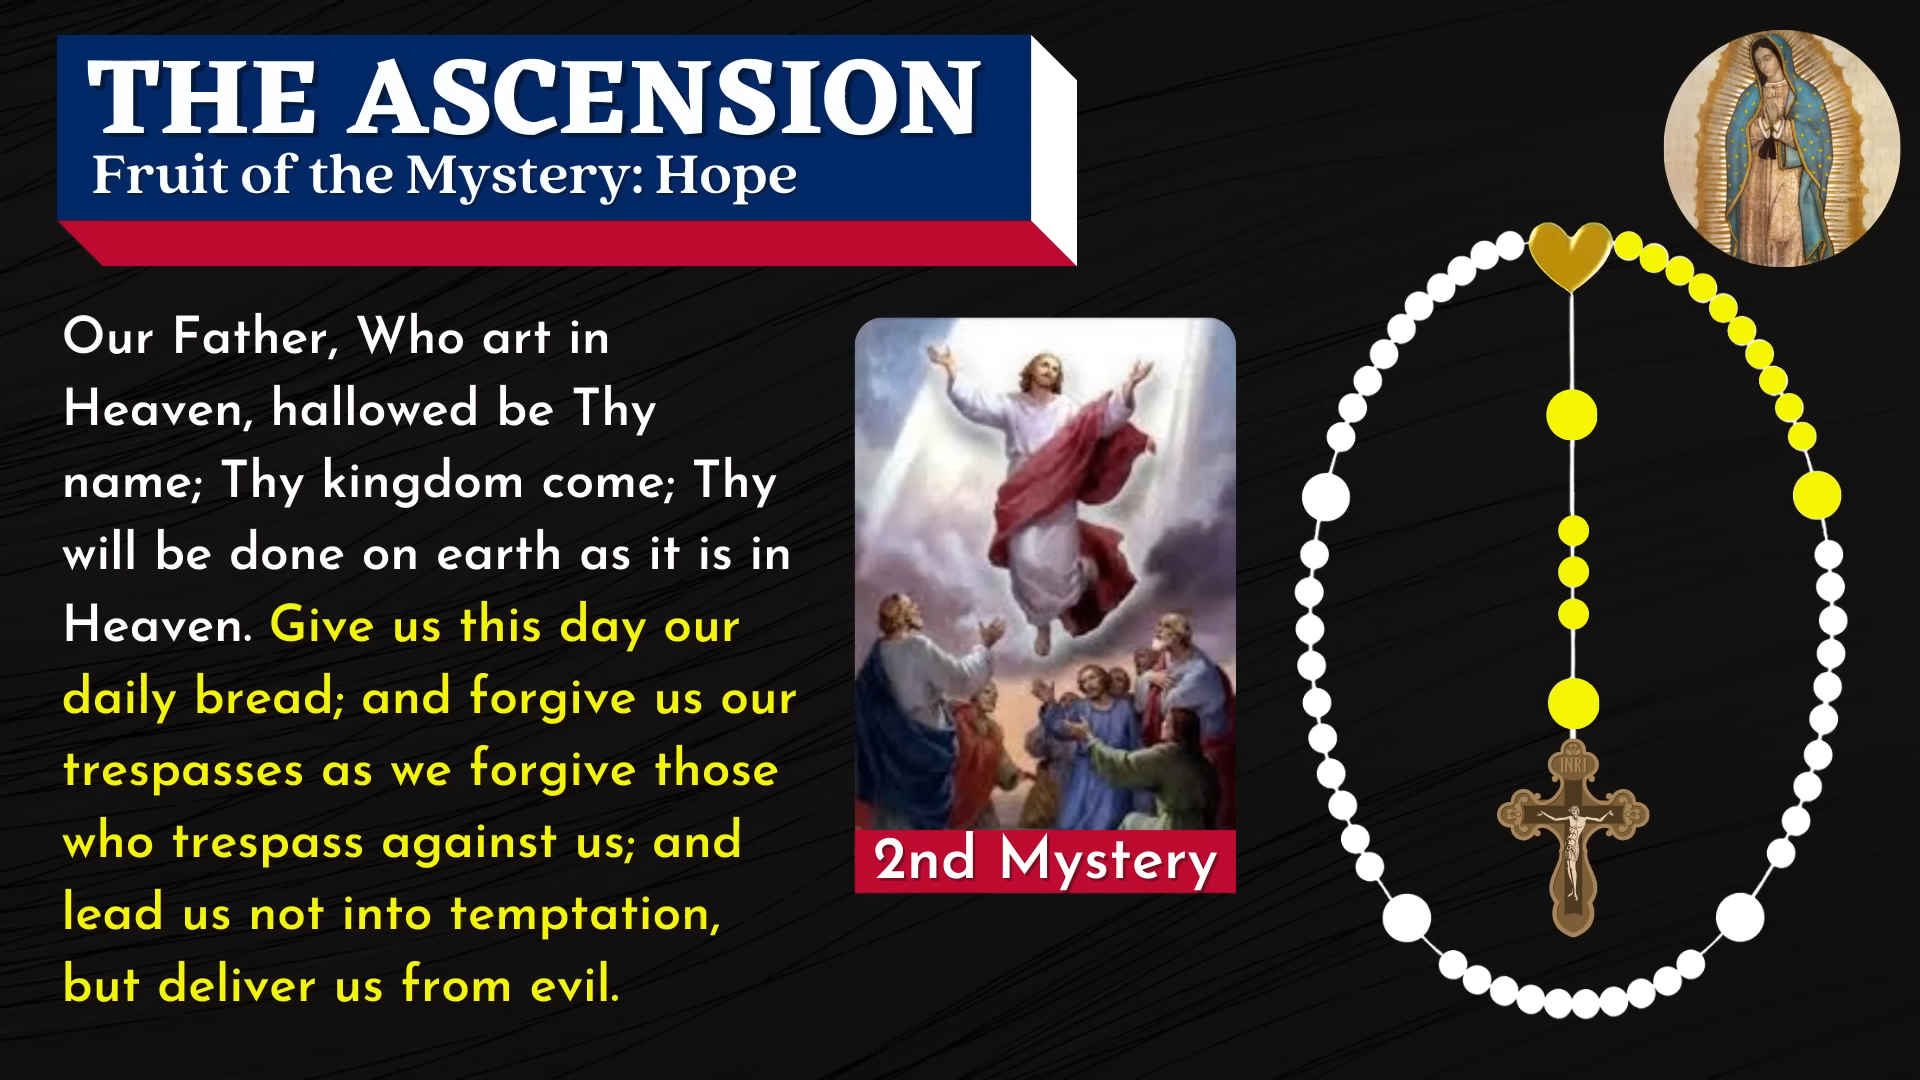 THE ASCENSION
Fruit of the Mystery: Hope
Our Father, Who art in
Heaven, hallowed be Thy
name; Thy kingdom come; Thy
will be done on earth as it is in
Heaven. Give us this day our
daily bread; and forgive us our
trespasses as we forgive those
who trespass against us; and
lead us not into temptation,
but deliver us from evil.
2nd Mystery
INRI